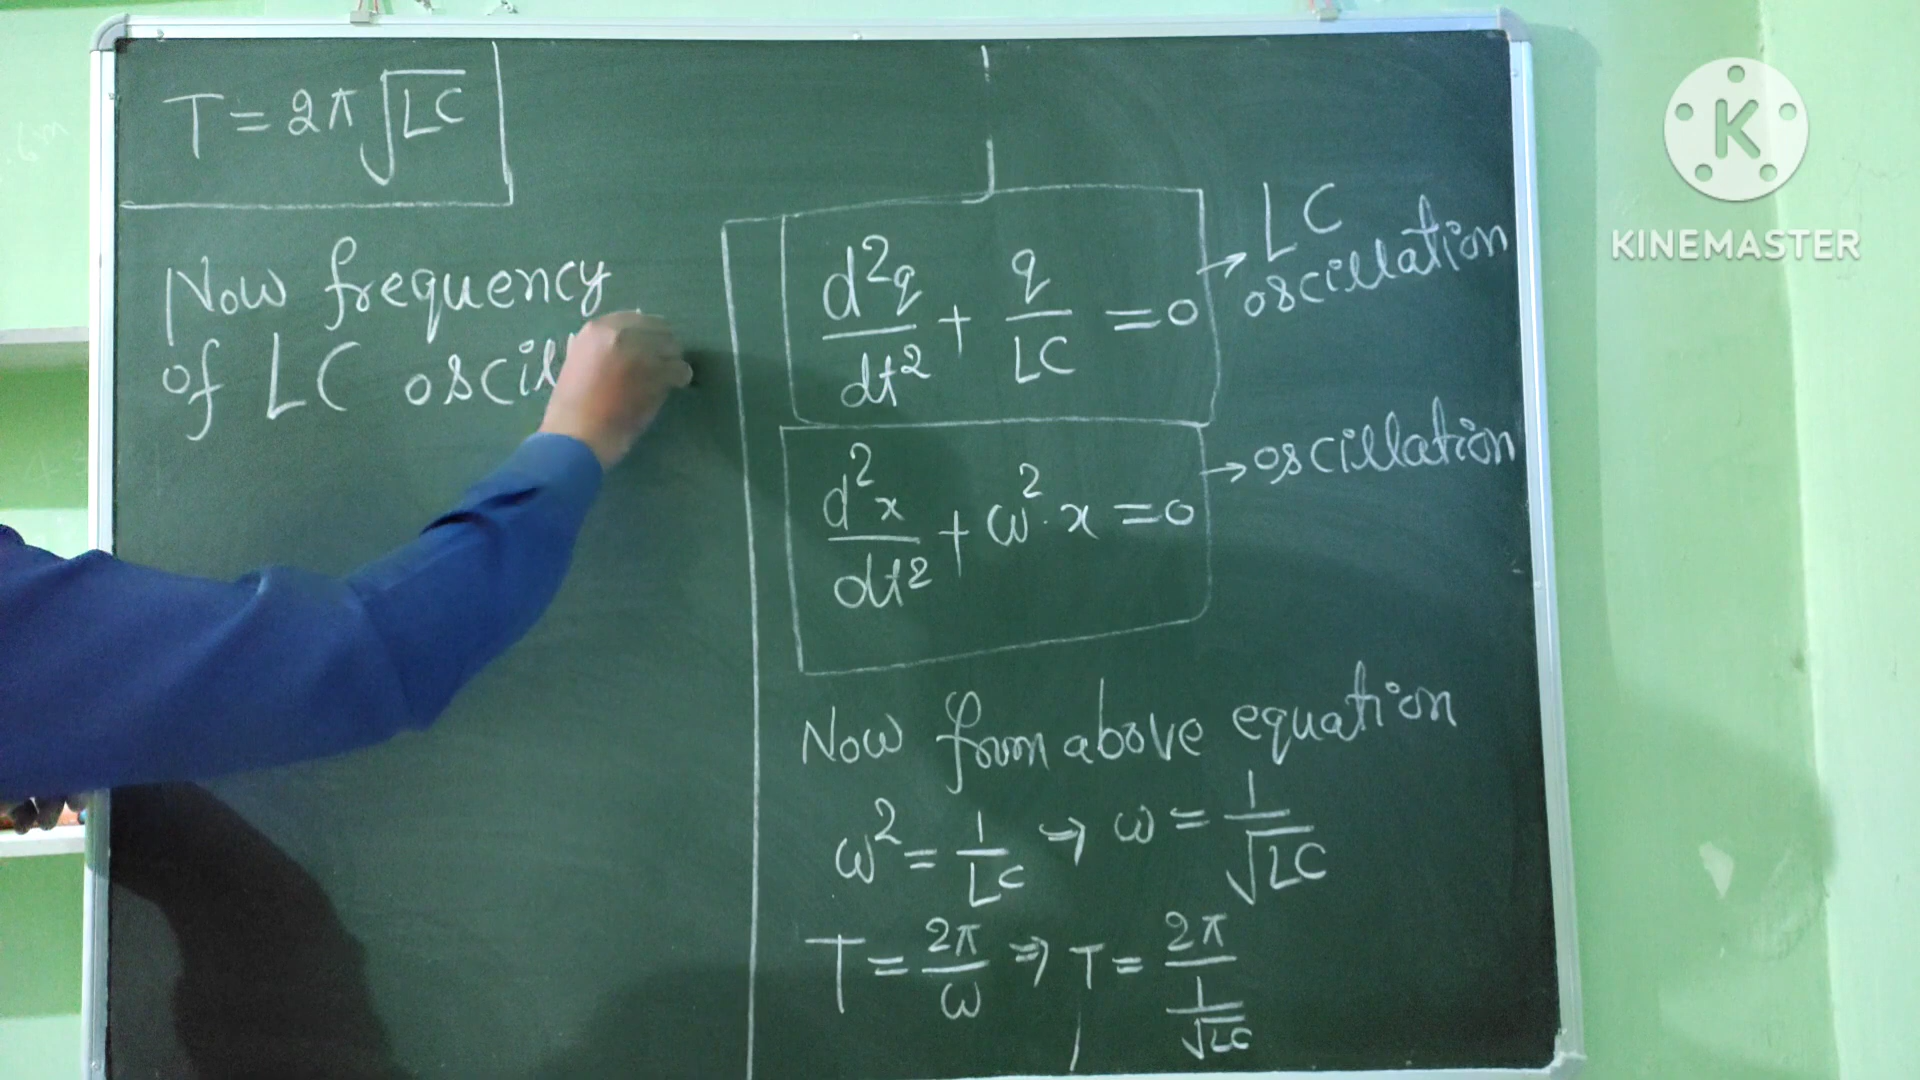 T = 2π √LC
Now frequency
of LC oscill
d²q/dt² + q/LC = 0 → LC oscillation
d²x/dt² + ω²·x = 0 → oscillation
Now from above equation
ω² = 1/LC → ω = 1/√LC
T = 2π/ω ⇒ T = 2π/(1/√LC)
K
KINEMASTER